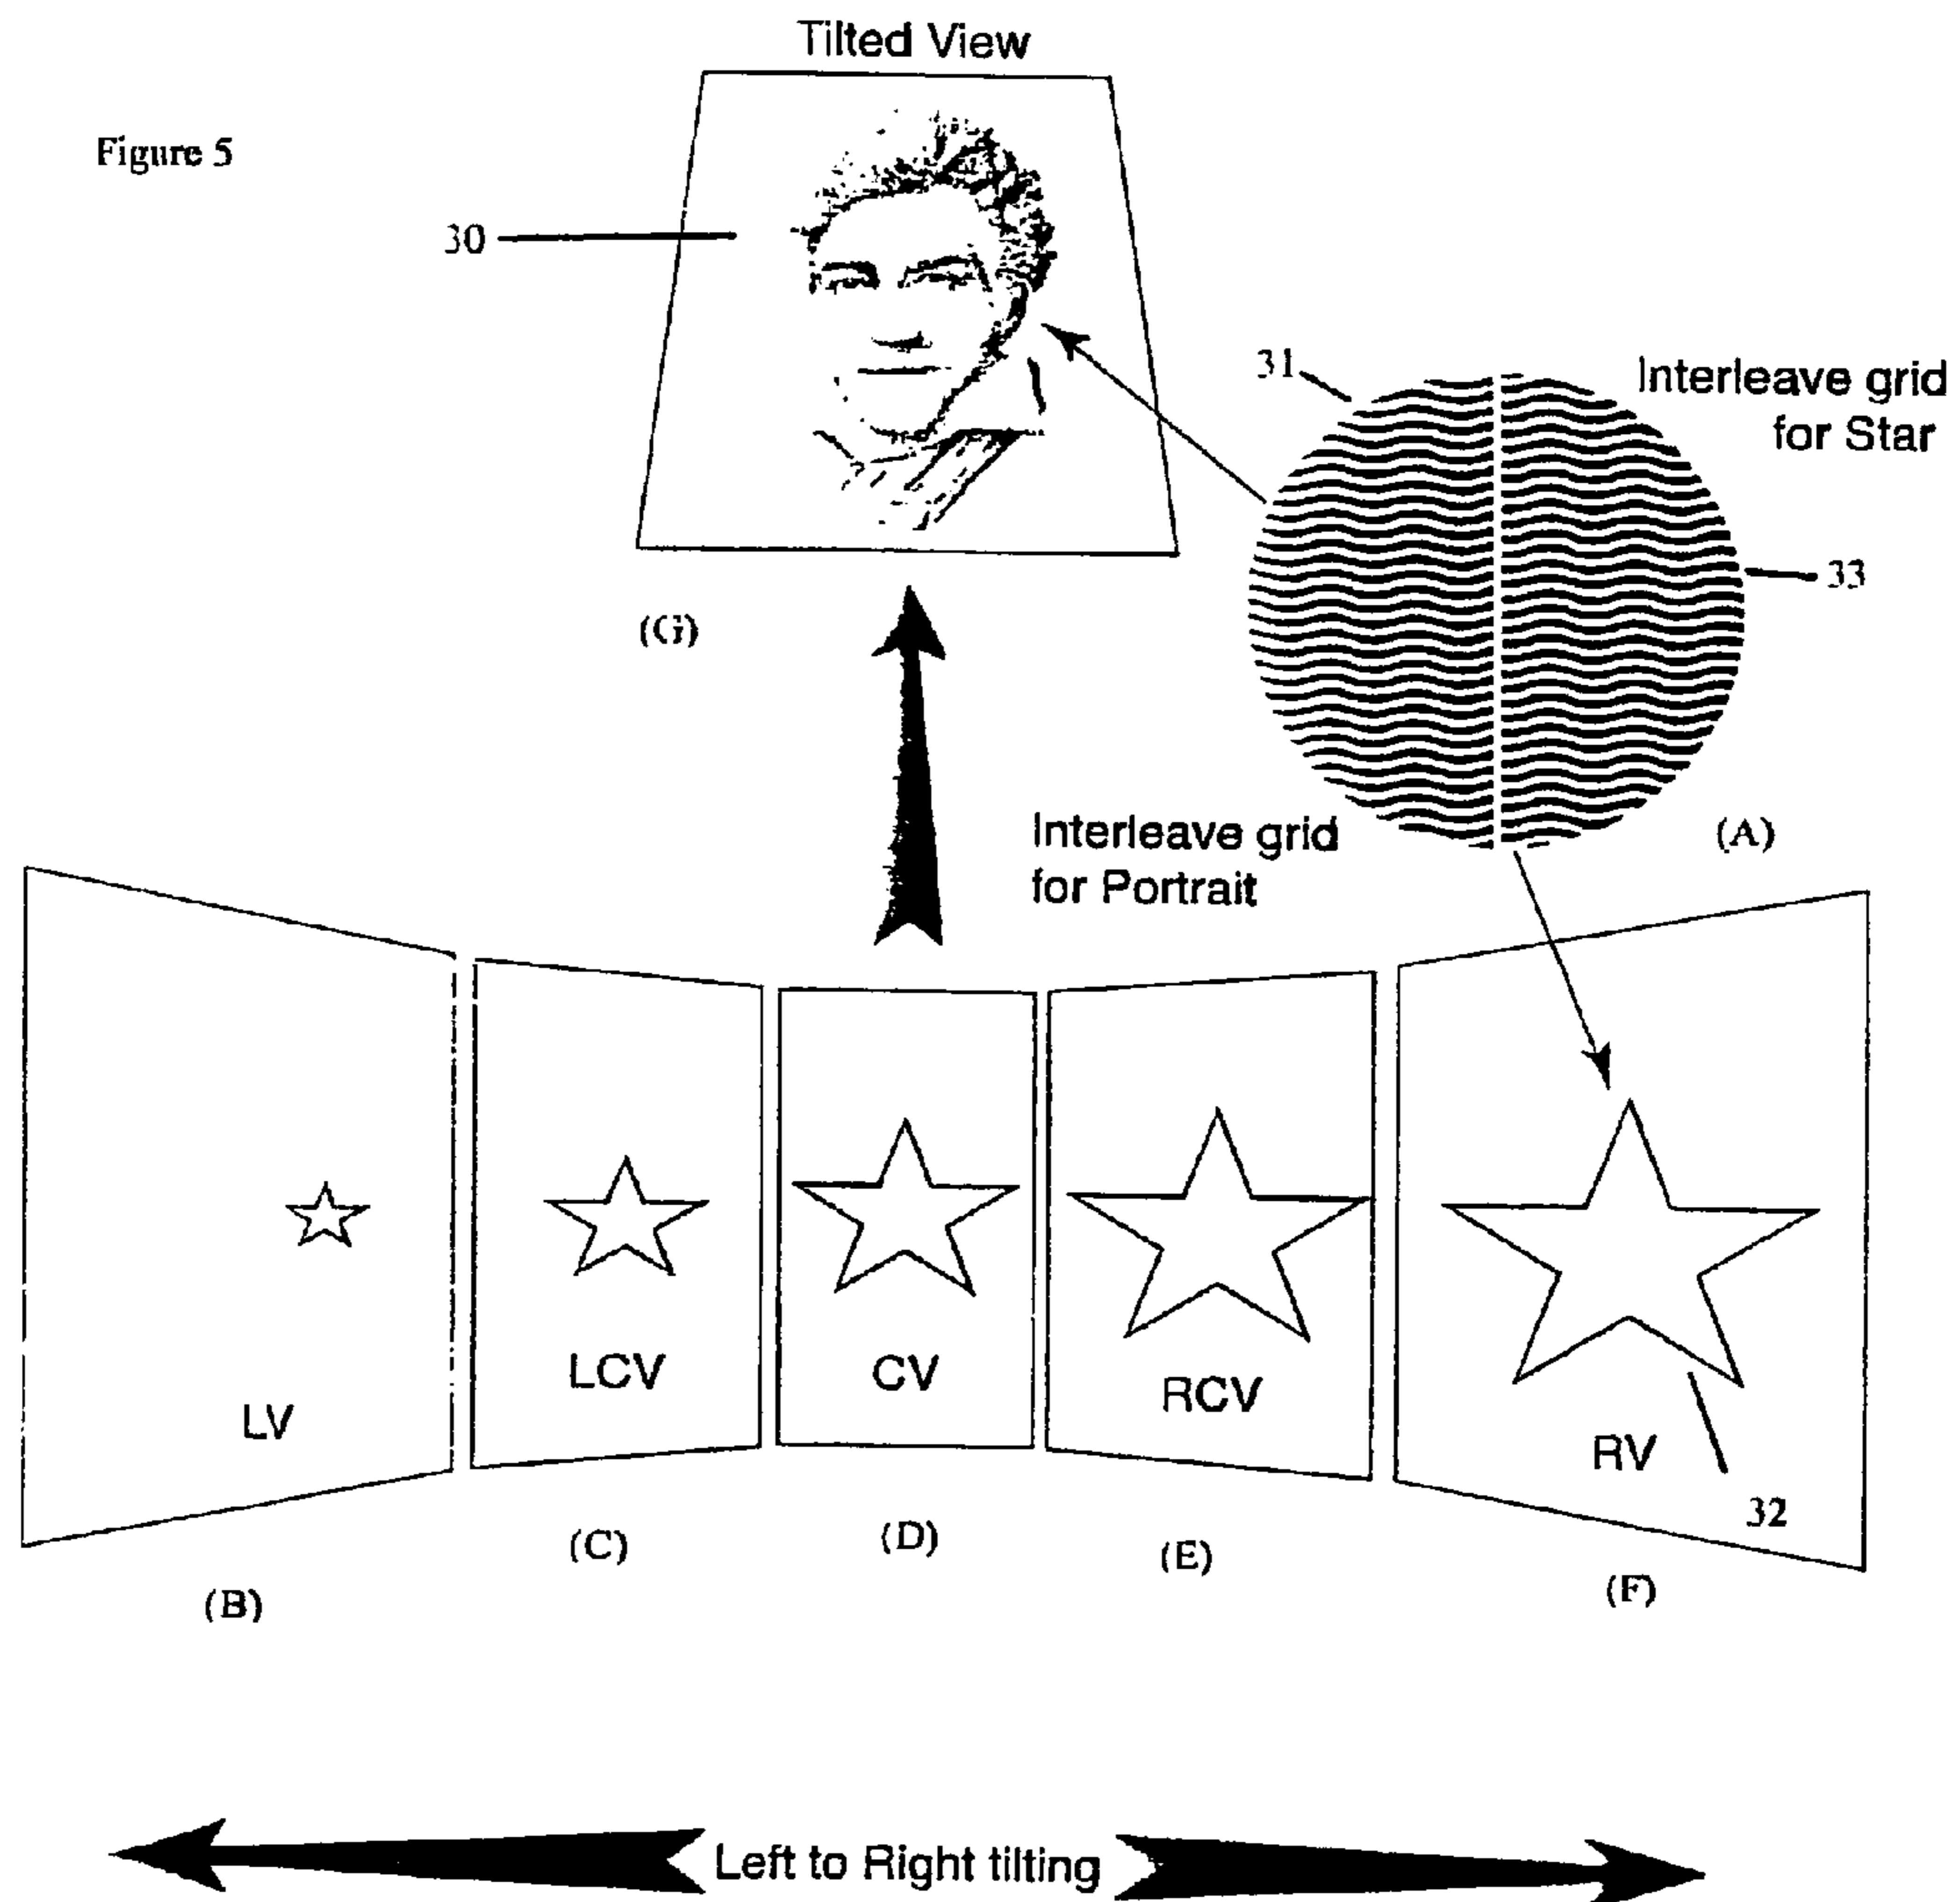 Tilted View
Figure 5
30
31
Interleave grid
for Star
33
(G)
(A)
Interleave grid
for Portrait
LV
LCV
CV
RCV
RV
32
(B)
(C)
(D)
(E)
(F)
Left to Right tilting